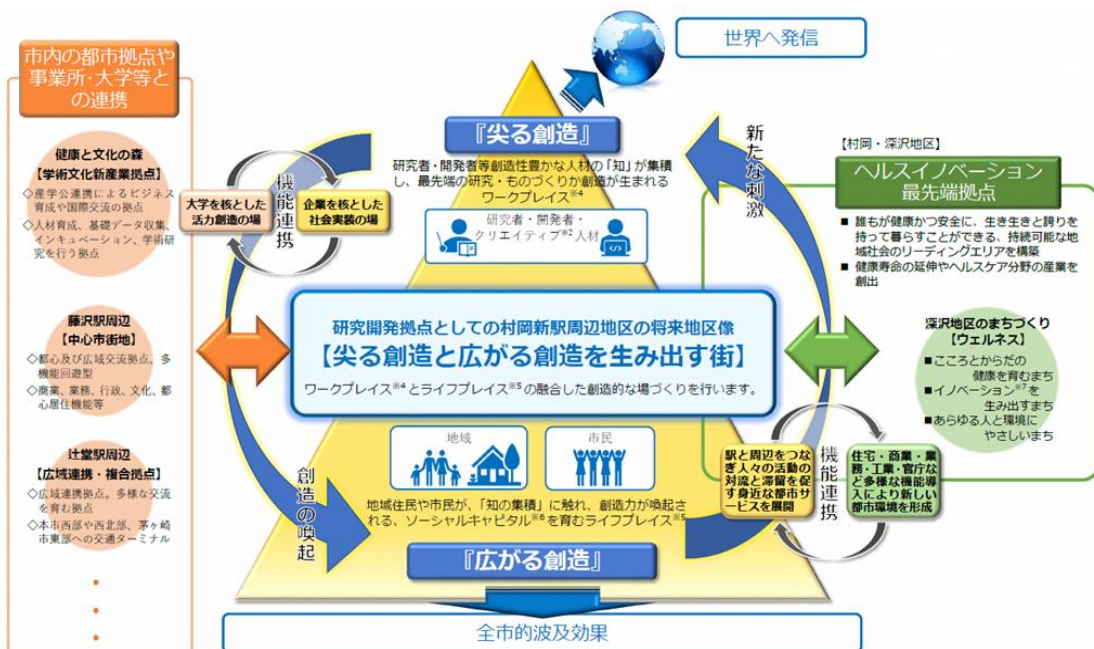 世界へ発信
市内の都市拠点や
事業所・大学等と
の連携
健康と文化の森
【学術文化新産業拠点】
◇産学公連携によるビジネス
育成や国際交流の拠点
◇人材育成、基礎データ収集、
インキュベーション、学術研
究を行う拠点
藤沢駅周辺
【中心市街地】
◇都心及び広域交流拠点、多
機能回遊型
◇商業、業務、行政、文化、都
心居住機能等
辻堂駅周辺
【広域連携・複合拠点】
◇広域連携拠点。多様な交流
を育む拠点
◇本市西部や西北部、茅ヶ崎
市東部への交通ターミナル
・
・
・
大学を核とした
活力創造の場
機能連携
企業を核とした
社会実装の場
『尖る創造』
研究者・開発者等創造性豊かな人材の「知」が集積
し、最先端の研究・ものづくりか創造が生まれる
ワークプレイス※4
研究者・開発者・
クリエイティブ※2人材
新たな刺激
研究開発拠点としての村岡新駅周辺地区の将来地区像
【尖る創造と広がる創造を生み出す街】
ワークプレイス※4とライフプレイス※5の融合した創造的な場づくりを行います。
地域
市民
地域住民や市民が、「知の集積」に触れ、創造力が喚起さ
れる、ソーシャルキャピタル※6を育むライフプレイス※5
創造の喚起
『広がる創造』
全市的波及効果
【村岡・深沢地区】
ヘルスイノベーション
最先端拠点
■ 誰もが健康かつ安全に、生き生きと誇りを
持って暮らすことができる、持続可能な地
域社会のリーディングエリアを構築
■ 健康寿命の延伸やヘルスケア分野の産業を
創出
深沢地区のまちづくり
【ウェルネス】
■こころとからだの
健康を育むまち
■イノベーション※7を
生み出すまち
■あらゆる人と環境に
やさしいまち
駅と周辺をつな
ぎ人々の活動の
対流と滞留を促
す身近な都市サ
ービスを展開
機能連携
住宅・商業・業
務・工業・官庁な
ど多様な機能導
入により新しい
都市環境を形成